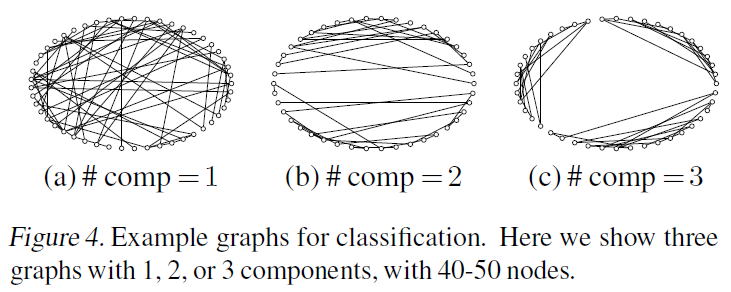 (a) # comp = 1 (b) # comp = 2 (c) # comp = 3
Figure 4. Example graphs for classification. Here we show three
graphs with 1, 2, or 3 components, with 40-50 nodes.